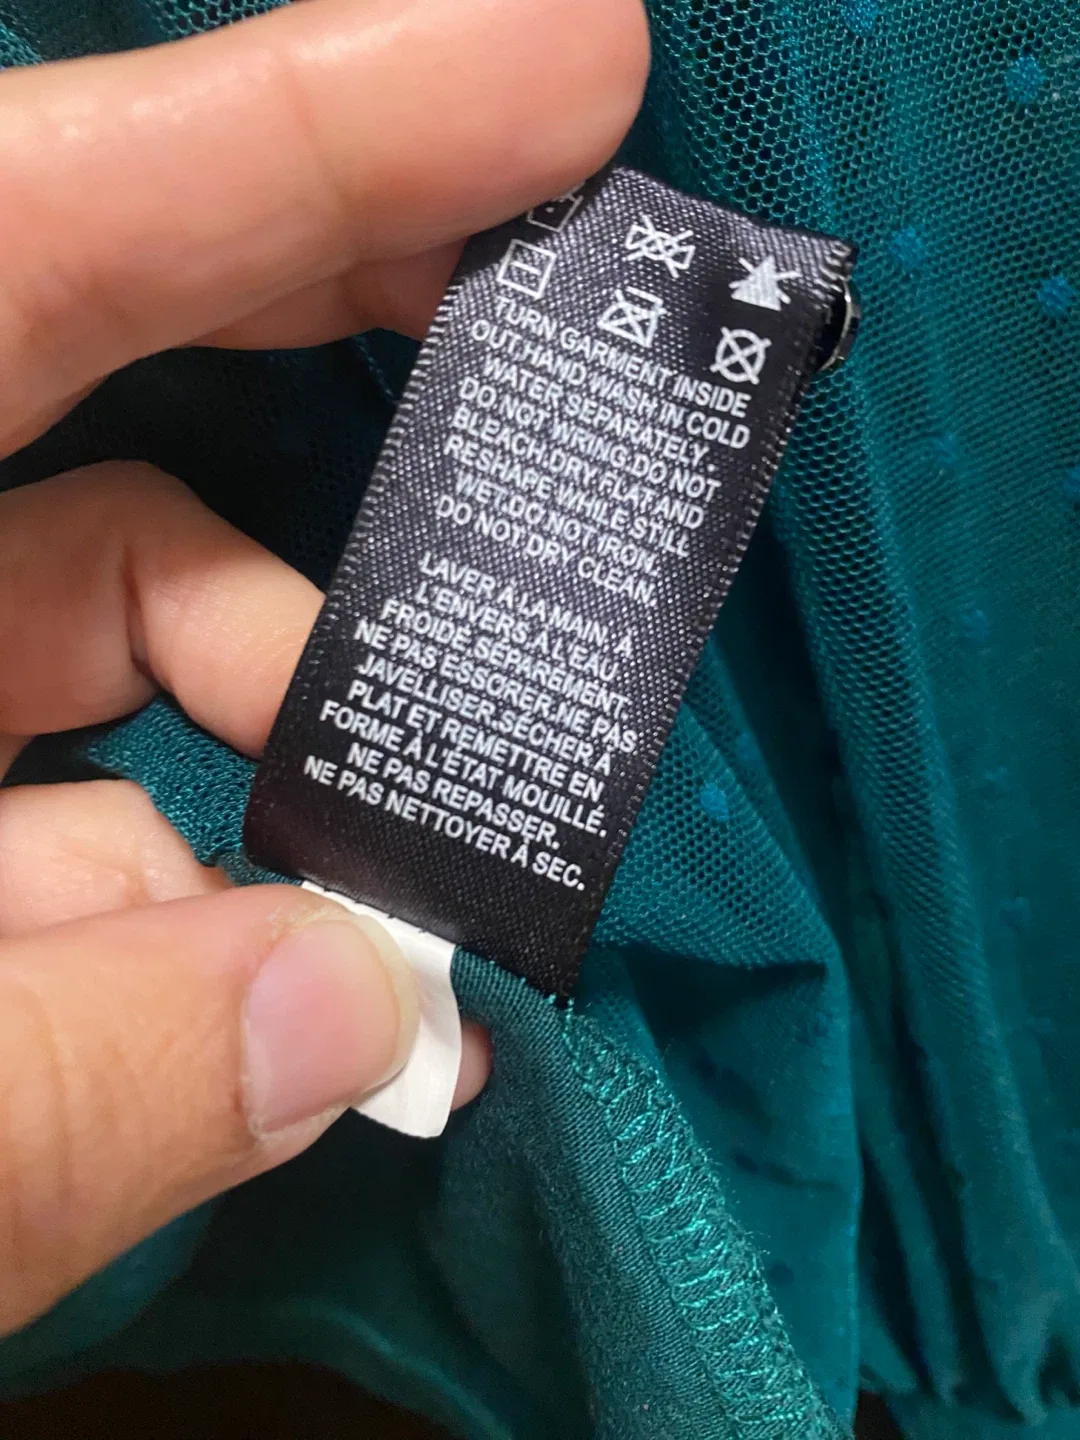 TURN GARMENT INSIDE
OUT.HAND WASH IN COLD
WATER SEPARATELY.
DO NOT WRING.DO NOT
BLEACH.DRY FLAT AND
RESHAPE WHILE STILL
WET.DO NOT IRON.
DO NOT DRY CLEAN.
LAVER À LA MAIN, À
L'ENVERS À L'EAU
FROIDE SÉPAREMENT.
NE PAS ESSORER.NE PAS
JAVELLISER.SÉCHER À
PLAT ET REMETTRE EN
FORME À L'ÉTAT MOUILLÉ.
NE PAS REPASSER.
NE PAS NETTOYER À SEC.